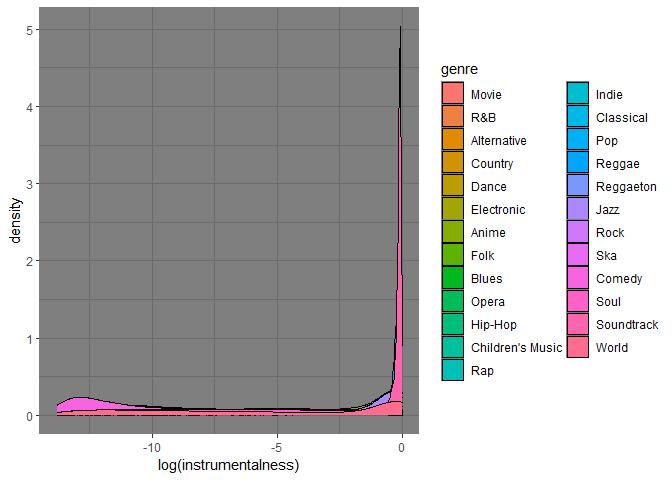 5
4
3
2
1
0
density
-10
-5
0
log(instrumentalness)
genre
Movie
R&B
Alternative
Country
Dance
Electronic
Anime
Folk
Blues
Opera
Hip-Hop
Children's Music
Rap
Indie
Classical
Pop
Reggae
Reggaeton
Jazz
Rock
Ska
Comedy
Soul
Soundtrack
World